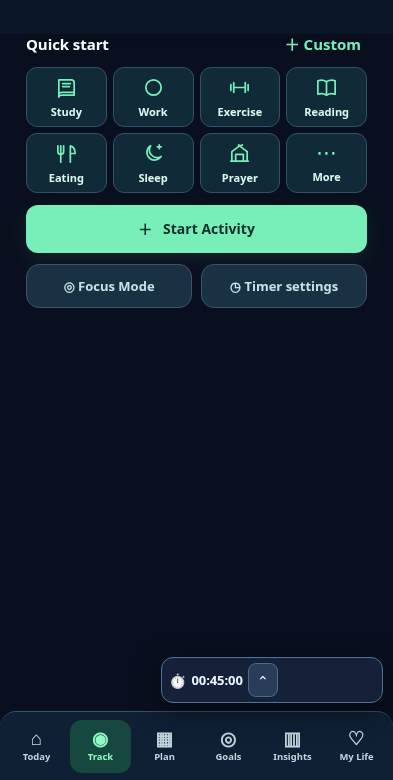 Quick start
+ Custom
Study
Work
Exercise
Reading
Eating
Sleep
Prayer
More
+ Start Activity
Focus Mode
Timer settings
00:45:00
Today
Track
Plan
Goals
Insights
My Life